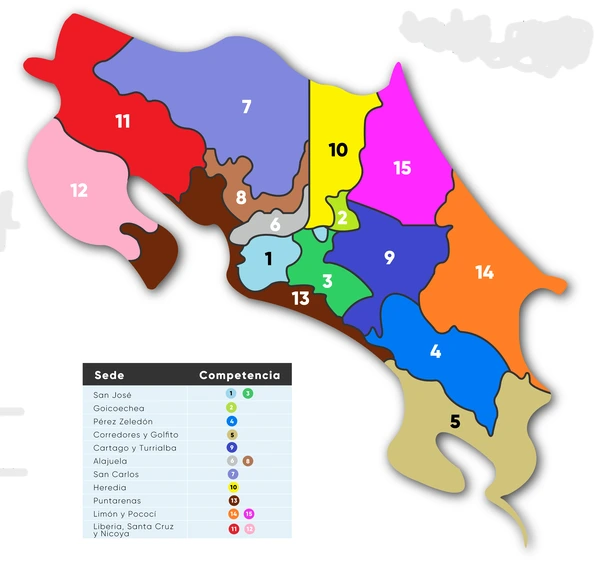 7
11
10
15
12
8
2
6
1
9
3
14
13
4
5
Sede Competencia
San José 1 3
Goicoechea 2
Pérez Zeledón 4
Corredores y Golfito 5
Cartago y Turrialba 9
Alajuela 6 8
San Carlos 7
Heredia 10
Puntarenas 13
Limón y Pococí 14 15
Liberia, Santa Cruz 11 12
y Nicoya